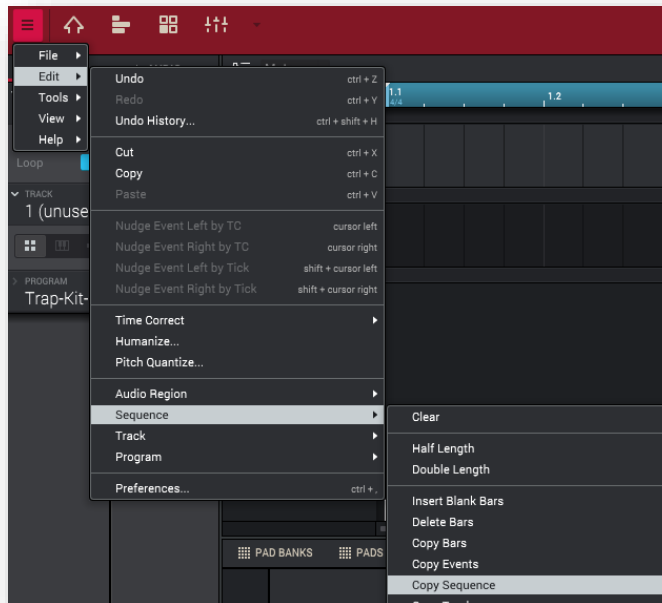 File
Edit
Tools
View
Help
Loop
TRACK
1 (unuse
PROGRAM
Trap-Kit-
Undo ctrl + Z
Redo ctrl + Y
Undo History... ctrl + shift + H
Cut ctrl + X
Copy ctrl + C
Paste ctrl + V
Nudge Event Left by TC cursor left
Nudge Event Right by TC cursor right
Nudge Event Left by Tick shift + cursor left
Nudge Event Right by Tick shift + cursor right
Time Correct
Humanize...
Pitch Quantize...
Audio Region
Sequence
Track
Program
Preferences... ctrl + ,
1.1
4/4
1.2
Clear
Half Length
Double Length
Insert Blank Bars
Delete Bars
Copy Bars
Copy Events
Copy Sequence
PAD BANKS
PADS